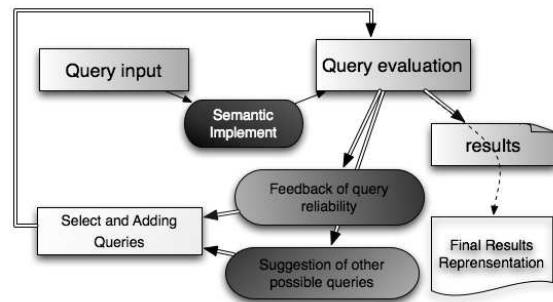 Query input
Query evaluation
Semantic
Implement
results
Feedback of query
reliability
Select and Adding
Queries
Suggestion of other
possible queries
Final Results
Reprensentation